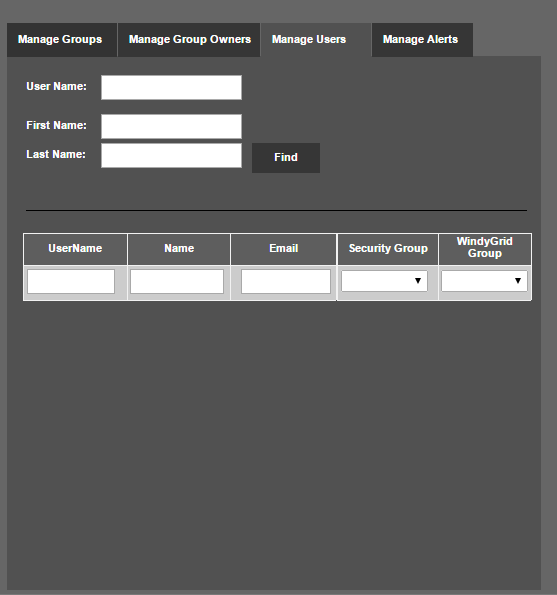 Manage Groups Manage Group Owners Manage Users Manage Alerts
User Name:
First Name:
Last Name: Find
UserName Name Email Security Group WindyGrid Group